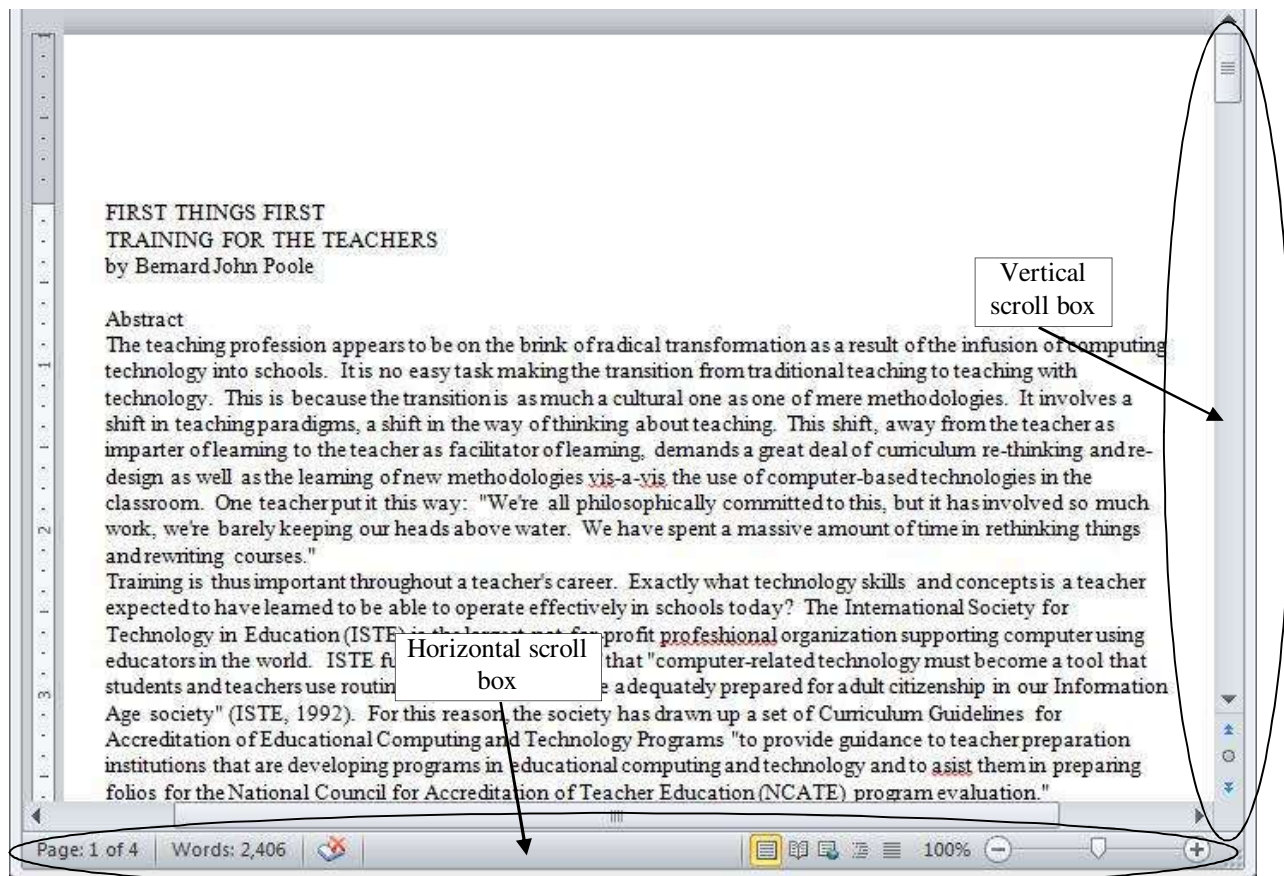 FIRST THINGS FIRST
TRAINING FOR THE TEACHERS
by Bernard John Poole
Vertical
scroll box
Abstract
The teaching profession appears to be on the brink of radical transformation as a result of the infusion of computing
technology into schools. It is no easy task making the transition from traditional teaching to teaching with
technology. This is because the transition is as much a cultural one as one of mere methodologies. It involves a
shift in teaching paradigms, a shift in the way of thinking about teaching. This shift, away from the teacher as
imparter of learning to the teacher as facilitator of learning, demands a great deal of curriculum re-thinking and re-
design as well as the learning of new methodologies vis-a-vis the use of computer-based technologies in the
classroom. One teacher put it this way: "We're all philosophically committed to this, but it has involved so much
work, we're barely keeping our heads above water. We have spent a massive amount of time in rethinking things
and rewriting courses."
Training is thus important throughout a teacher's career. Exactly what technology skills and concepts is a teacher
expected to have learned to be able to operate effectively in schools today? The International Society for
Technology in Education (ISTE) is the largest not-for-profit profeshional organization supporting computer using
Horizontal scroll
box
educators in the world. ISTE that "computer-related technology must become a tool that
students and teachers use adequately prepared for adult citizenship in our Information
Age society" (ISTE, 1992). For this reason, the society has drawn up a set of Curriculum Guidelines for
Accreditation of Educational Computing and Technology Programs "to provide guidance to teacher preparation
institutions that are developing programs in educational computing and technology and to asist them in preparing
folios for the National Council for Accreditation of Teacher Education (NCATE) program evaluation."
1
2
3
Page: 1 of 4
Words: 2,406
100%